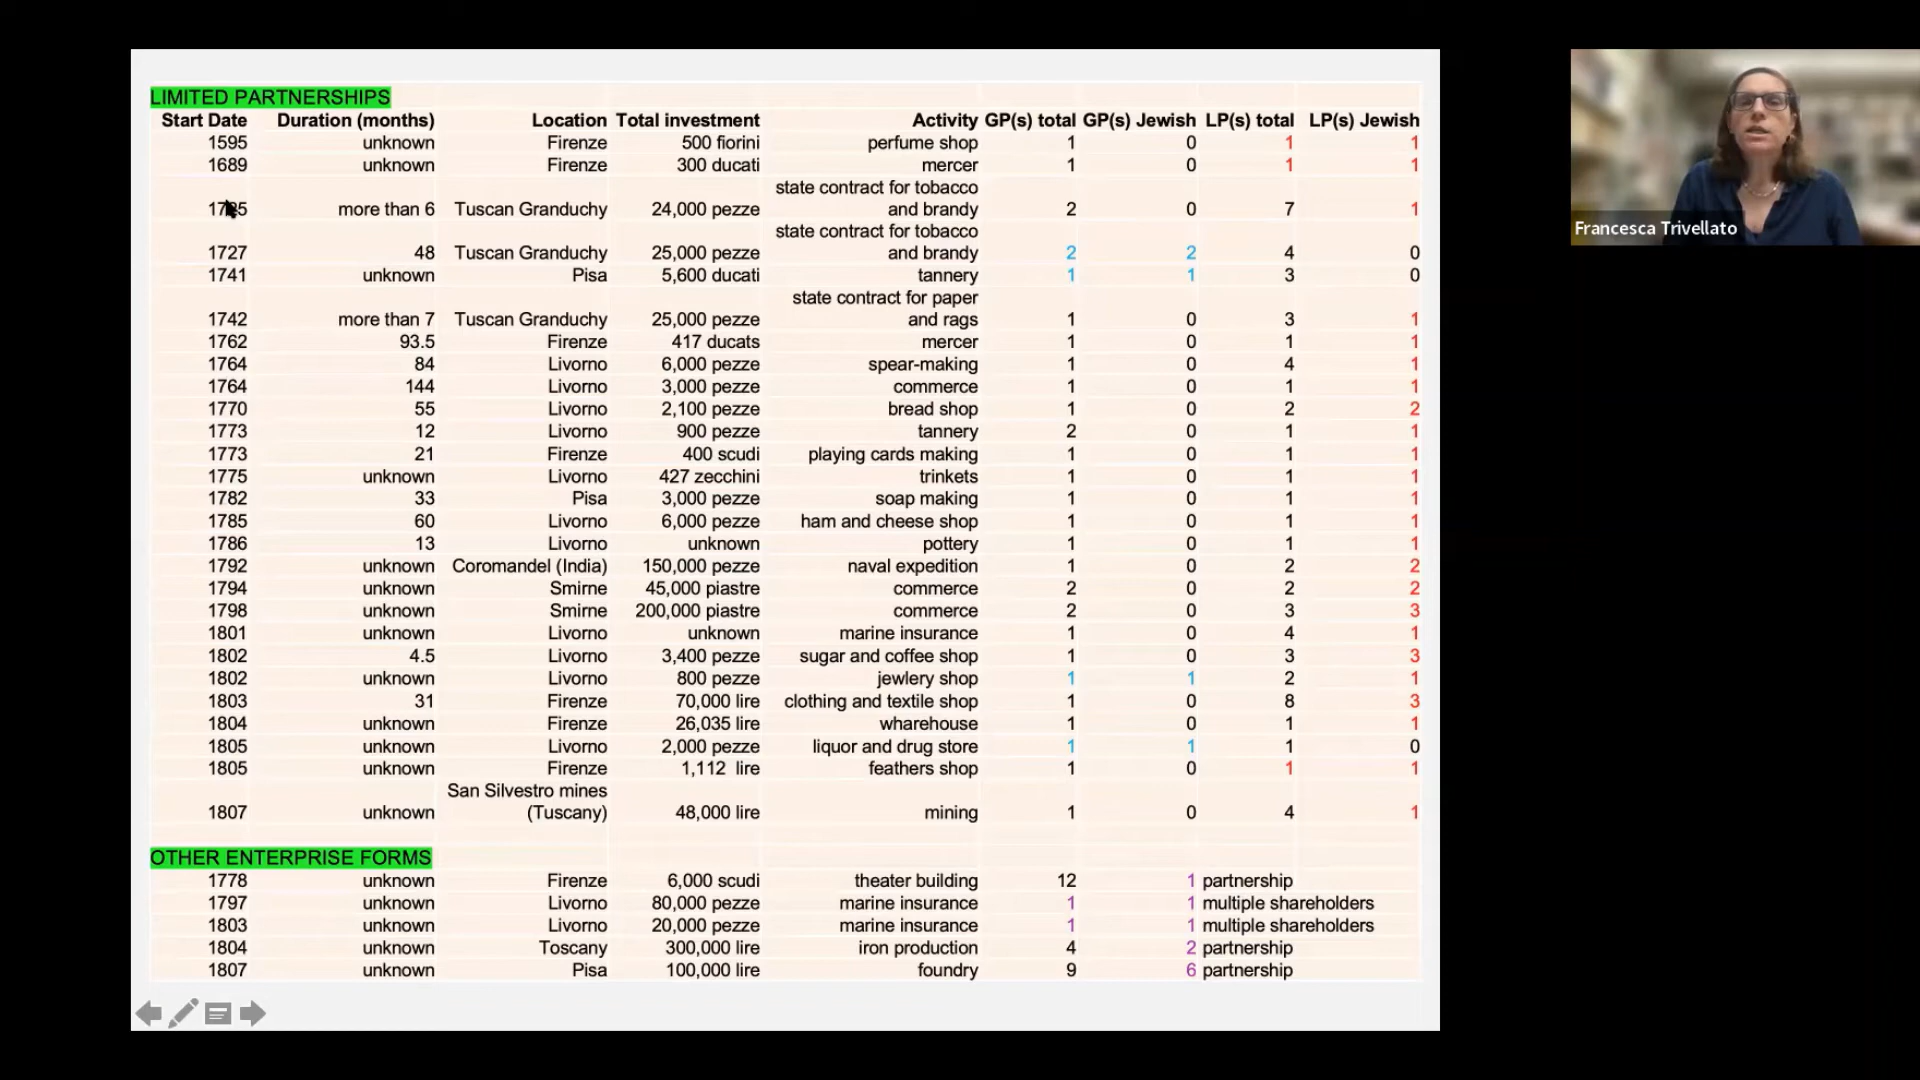 LIMITED PARTNERSHIPS
Start Date Duration (months) Location Total investment Activity GP(s) total GP(s) Jewish LP(s) total LP(s) Jewish
1595 unknown Firenze 500 fiorini perfume shop 1 0 1 1
1689 unknown Firenze 300 ducati mercer 1 0 1 1
state contract for tobacco
more than 6 Tuscan Granduchy 24,000 pezze and brandy 2 0 7 1
state contract for tobacco
1727 48 Tuscan Granduchy 25,000 pezze and brandy 2 2 4 0
1741 unknown Pisa 5,600 ducati tannery 1 1 3 0
state contract for paper
1742 more than 7 Tuscan Granduchy 25,000 pezze and rags 1 0 3 1
1762 93.5 Firenze 417 ducats mercer 1 0 1 1
1764 84 Livorno 6,000 pezze spear-making 1 0 4 1
1764 144 Livorno 3,000 pezze commerce 1 0 1 1
1770 55 Livorno 2,100 pezze bread shop 1 0 2 2
1773 12 Livorno 900 pezze tannery 2 0 1 1
1773 21 Firenze 400 scudi playing cards making 1 0 1 1
1775 unknown Livorno 427 zecchini trinkets 1 0 1 1
1782 33 Pisa 3,000 pezze soap making 1 0 1 1
1785 60 Livorno 6,000 pezze ham and cheese shop 1 0 1 1
1786 13 Livorno unknown pottery 1 0 1 1
1792 unknown Coromandel (India) 150,000 pezze naval expedition 1 0 2 2
1794 unknown Smirne 45,000 piastre commerce 2 0 2 2
1798 unknown Smirne 200,000 piastre commerce 2 0 3 3
1801 unknown Livorno unknown marine insurance 1 0 4 1
1802 4.5 Livorno 3,400 pezze sugar and coffee shop 1 0 3 3
1802 unknown Livorno 800 pezze jewlery shop 1 1 2 1
1803 31 Firenze 70,000 lire clothing and textile shop 1 0 8 3
1804 unknown Firenze 26,035 lire wharehouse 1 0 1 1
1805 unknown Livorno 2,000 pezze liquor and drug store 1 1 1 0
1805 unknown Firenze 1,112 lire feathers shop 1 0 1 1
San Silvestro mines
1807 unknown (Tuscany) 48,000 lire mining 1 0 4 1
OTHER ENTERPRISE FORMS
1778 unknown Firenze 6,000 scudi theater building 12 1 partnership
1797 unknown Livorno 80,000 pezze marine insurance 1 1 multiple shareholders
1803 unknown Livorno 20,000 pezze marine insurance 1 1 multiple shareholders
1804 unknown Toscany 300,000 lire iron production 4 2 partnership
1807 unknown Pisa 100,000 lire foundry 9 6 partnership
Francesca Trivellato